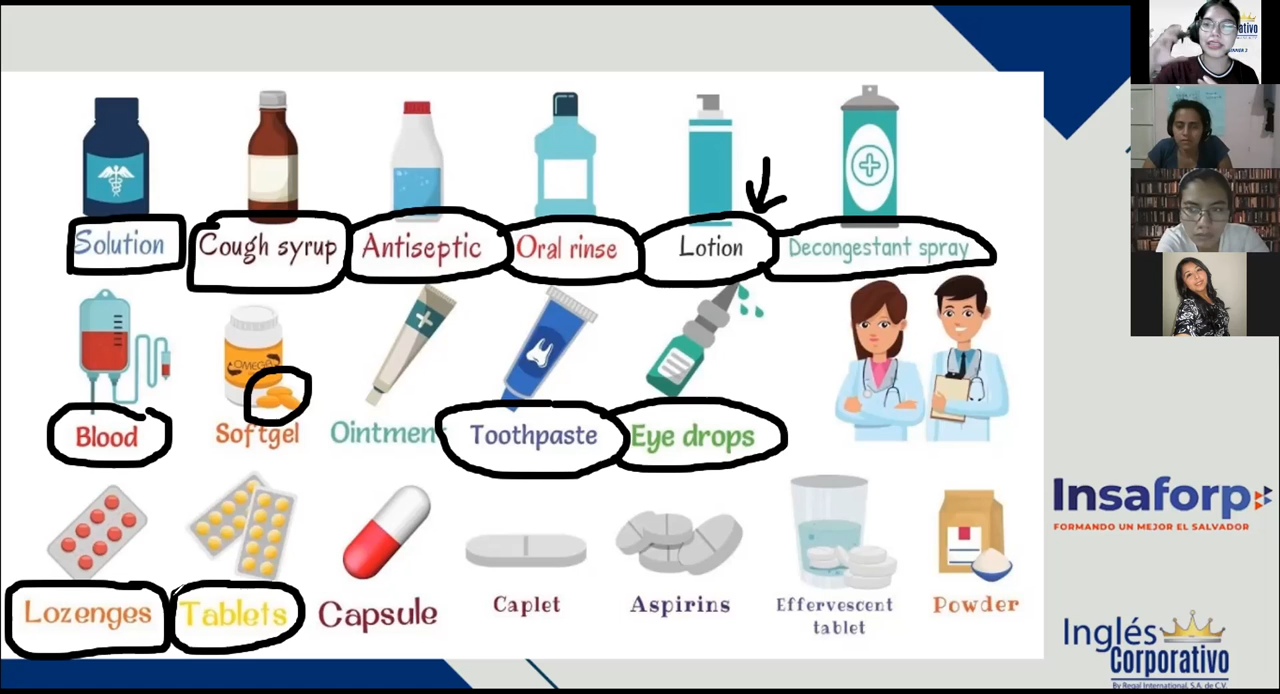 Solution
Cough syrup
Antiseptic
Oral rinse
Lotion
Decongestant spray
OMEGA
Blood
Softgel
Ointment
Toothpaste
Eye drops
Lozenges
Tablets
Capsule
Caplet
Aspirins
Effervescent
tablet
Powder
Insaforp
FORMANDO UN MEJOR EL SALVADOR
Inglés
Corporativo
By Regal International, S.A. de C.V.